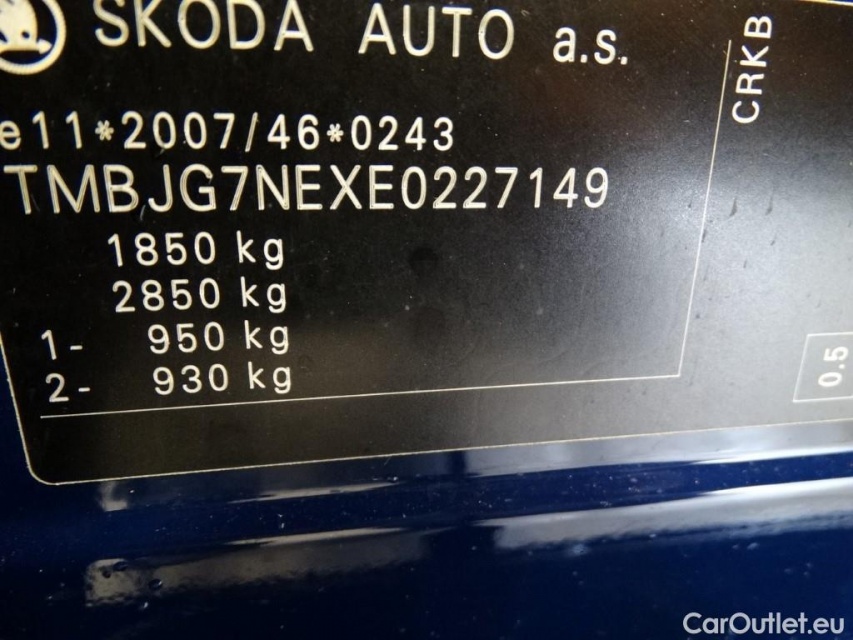 SKODA AUTO a.s.
CRKB
e11*2007/46*0243
TMBJG7NEXE0227149
1850 kg
2850 kg
1- 950 kg
2- 930 kg
0.5
CarOutlet.eu